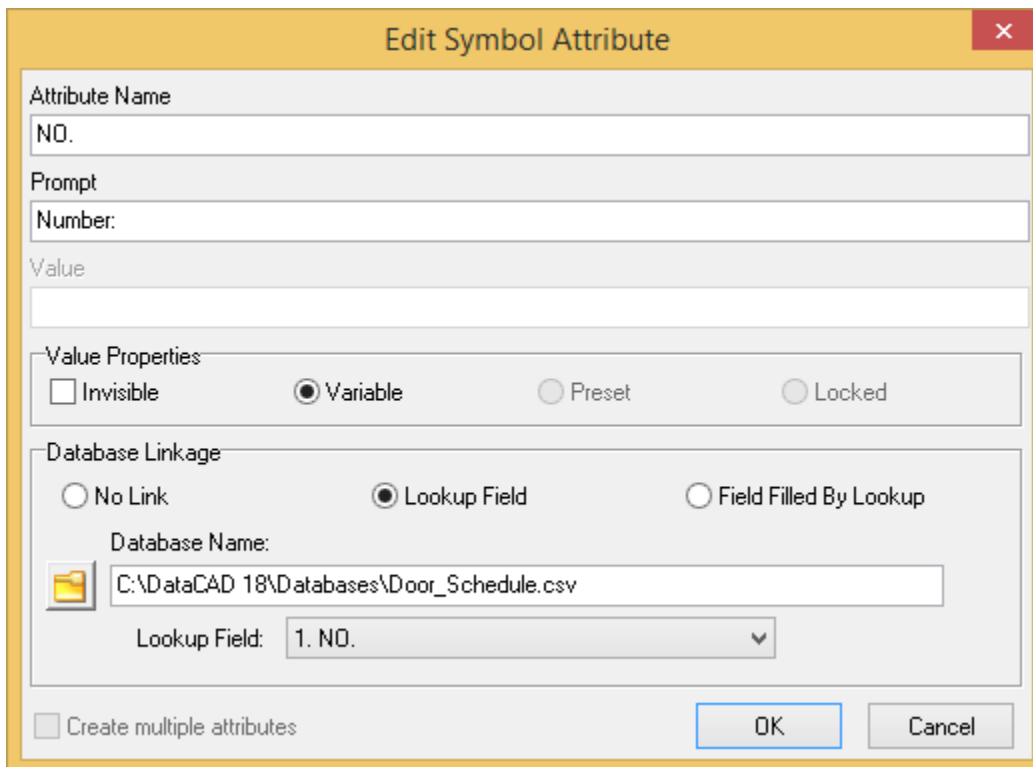 Edit Symbol Attribute
Attribute Name
NO.
Prompt
Number:
Value
Value Properties
Invisible Variable Preset Locked
Database Linkage
No Link Lookup Field Field Filled By Lookup
Database Name:
C:\DataCAD 18\Databases\Door_Schedule.csv
Lookup Field: 1. NO.
Create multiple attributes OK Cancel